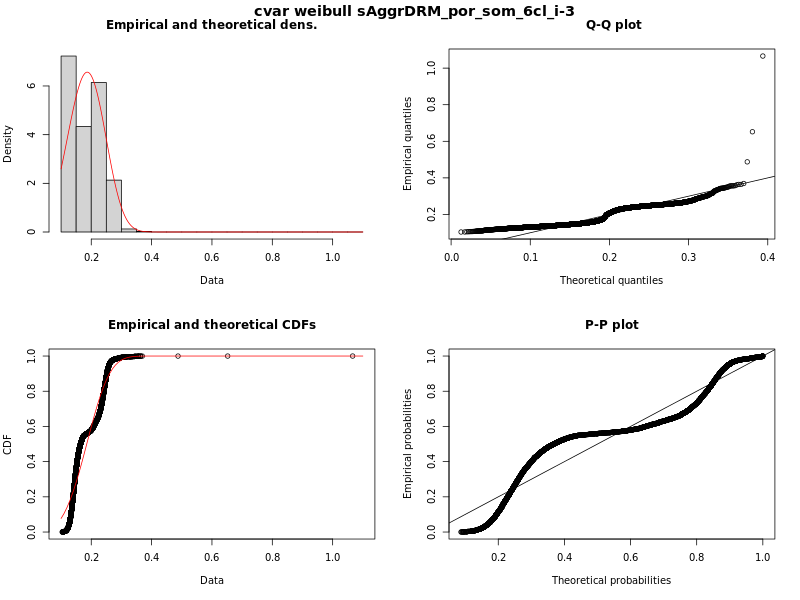 cvar weibull sAggrDRM_por_som_6cl_i-3
Empirical and theoretical dens.
Density
0 2 4 6
0.2 0.4 0.6 0.8 1.0
Data
Q-Q plot
Empirical quantiles
0.2 0.4 0.6 0.8 1.0
0.0 0.1 0.2 0.3 0.4
Theoretical quantiles
Empirical and theoretical CDFs
CDF
0.0 0.2 0.4 0.6 0.8 1.0
0.2 0.4 0.6 0.8 1.0
Data
P-P plot
Empirical probabilities
0.0 0.2 0.4 0.6 0.8 1.0
0.2 0.4 0.6 0.8 1.0
Theoretical probabilities